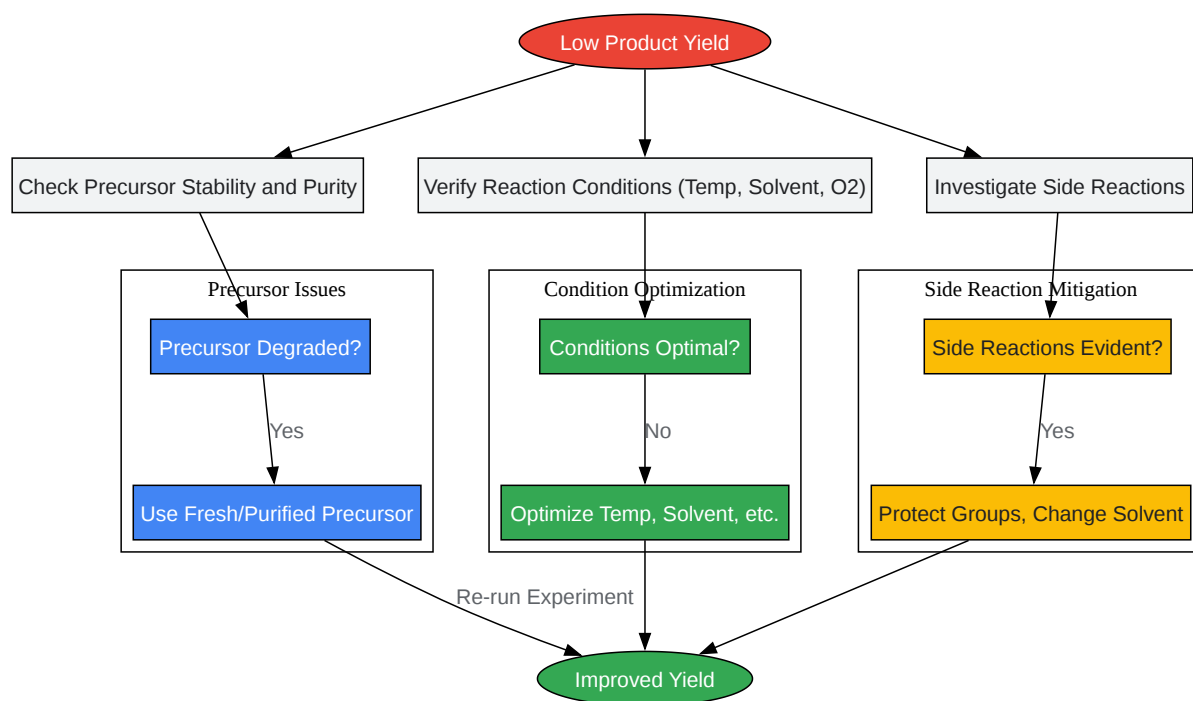 Low Product Yield
Check Precursor Stability and Purity
Verify Reaction Conditions (Temp, Solvent, O2)
Investigate Side Reactions
Precursor Issues
Condition Optimization
Side Reaction Mitigation
Precursor Degraded?
Conditions Optimal?
Side Reactions Evident?
Yes
No
Yes
Use Fresh/Purified Precursor
Optimize Temp, Solvent, etc.
Protect Groups, Change Solvent
Re-run Experiment
Improved Yield